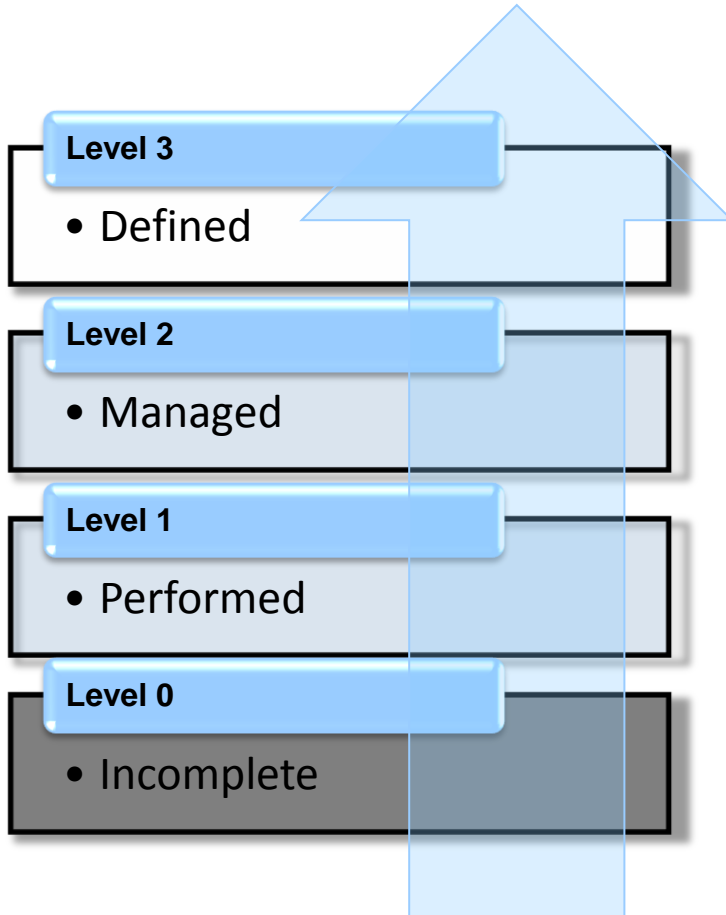 Level 3
• Defined
Level 2
• Managed
Level 1
• Performed
Level 0
• Incomplete